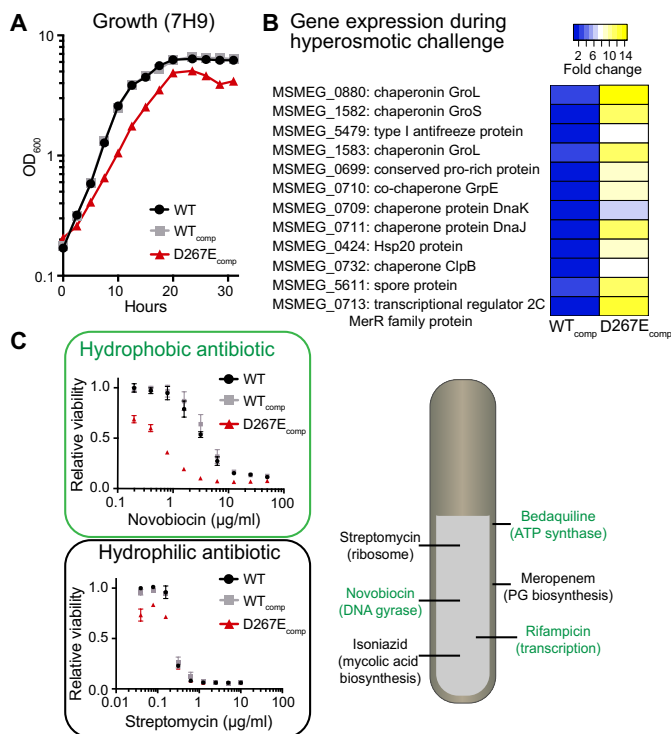 A
Growth (7H9)
OD600
10
1
0.1
0
10
20
30
Hours
WT
WTcomp
D267Ecomp
B
Gene expression during
hyperosmotic challenge
2 6 10 14
Fold change
MSMEG_0880: chaperonin GroL
MSMEG_1582: chaperonin GroS
MSMEG_5479: type I antifreeze protein
MSMEG_1583: chaperonin GroL
MSMEG_0699: conserved pro-rich protein
MSMEG_0710: co-chaperone GrpE
MSMEG_0709: chaperone protein DnaK
MSMEG_0711: chaperone protein DnaJ
MSMEG_0424: Hsp20 protein
MSMEG_0732: chaperone ClpB
MSMEG_5611: spore protein
MSMEG_0713: transcriptional regulator 2C
MerR family protein
WTcomp D267Ecomp
C
Hydrophobic antibiotic
Relative viability
1.0
0.5
0.0
0.1
1
10
100
Novobiocin (µg/ml)
WT
WTcomp
D267Ecomp
Hydrophilic antibiotic
Relative viability
1.0
0.5
0.0
0.01
0.1
1
10
100
Streptomycin (µg/ml)
WT
WTcomp
D267Ecomp
Streptomycin
(ribosome)
Novobiocin
(DNA gyrase)
Isoniazid
(mycolic acid
biosynthesis)
Bedaquiline
(ATP synthase)
Meropenem
(PG biosynthesis)
Rifampicin
(transcription)